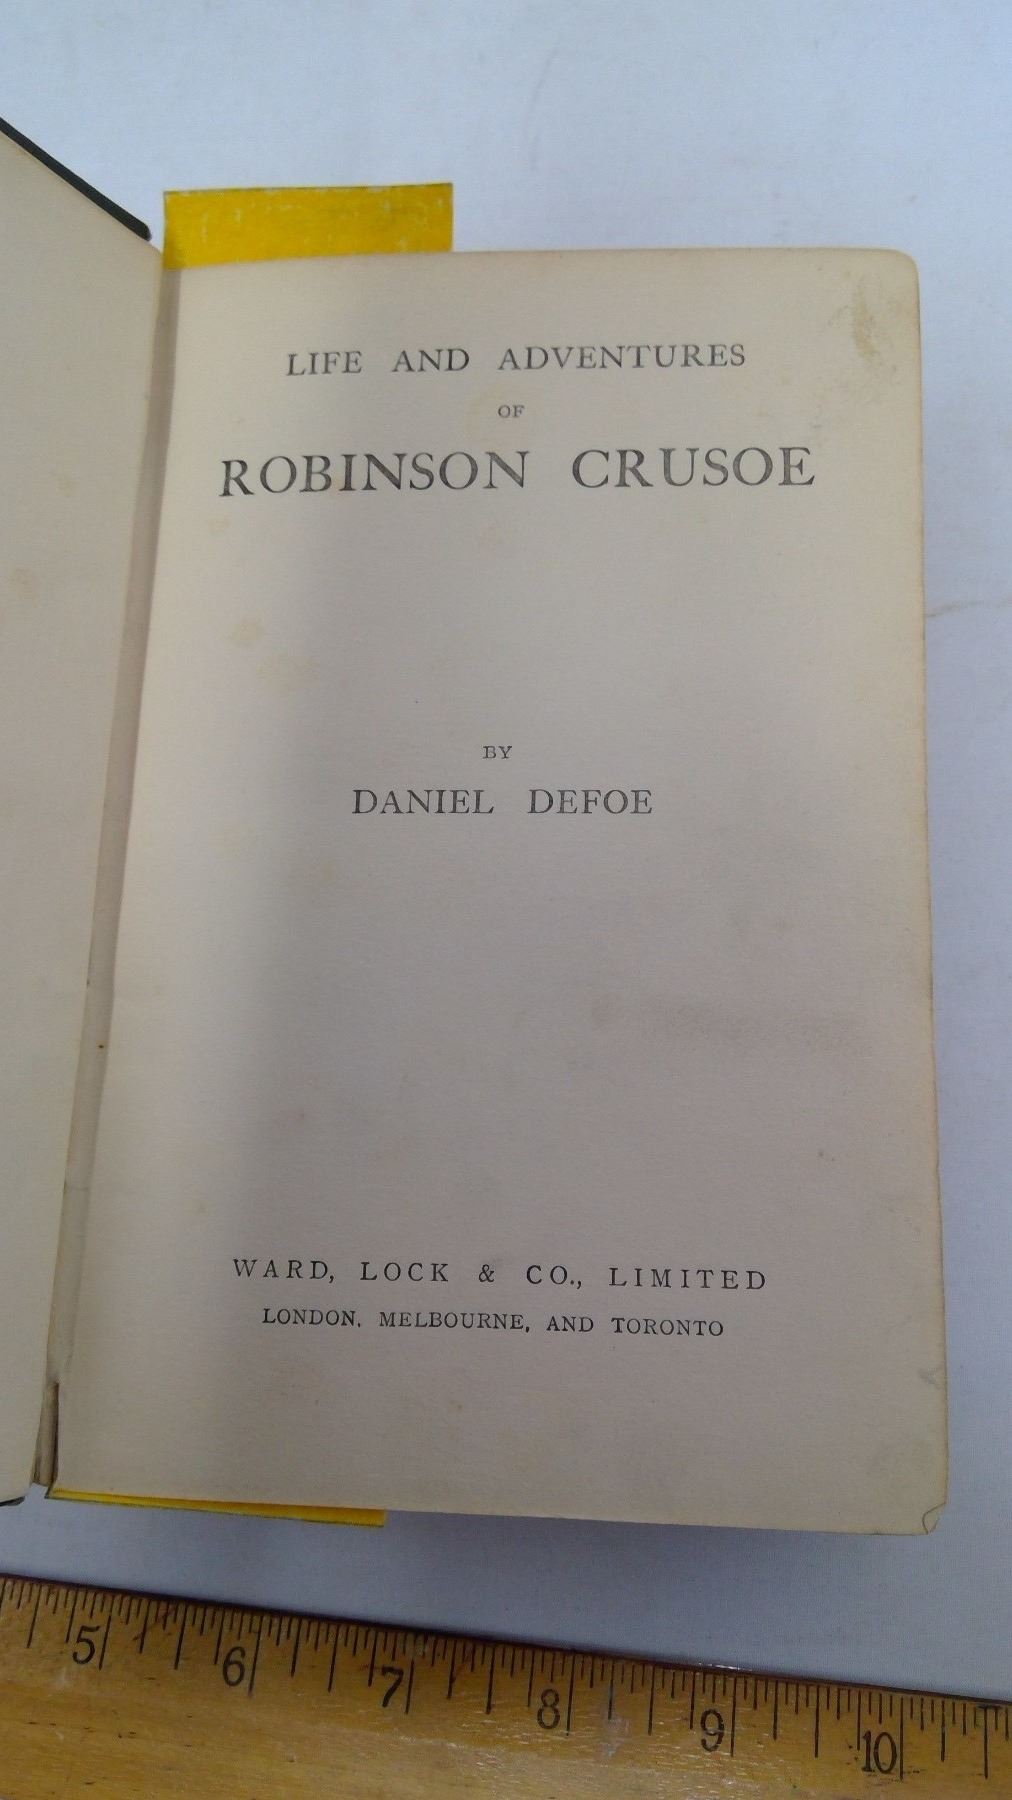 LIFE AND ADVENTURES
OF
ROBINSON CRUSOE
BY
DANIEL DEFOE
WARD, LOCK & CO., LIMITED
LONDON, MELBOURNE, AND TORONTO
5 6 7 8 9 10